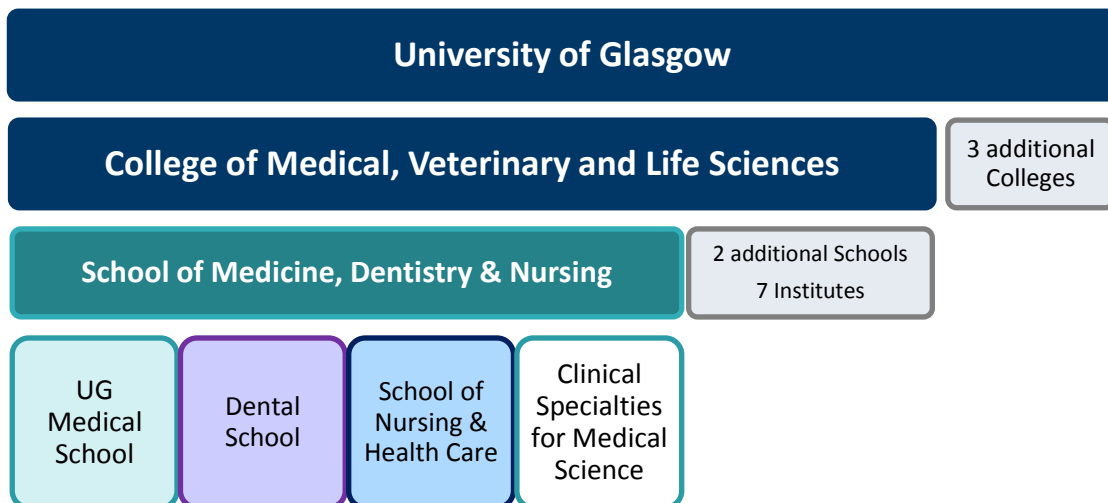 University of Glasgow
College of Medical, Veterinary and Life Sciences
3 additional
Colleges
School of Medicine, Dentistry & Nursing
2 additional Schools
7 Institutes
UG
Medical
School
Dental
School
School of
Nursing &
Health Care
Clinical
Specialties
for Medical
Science